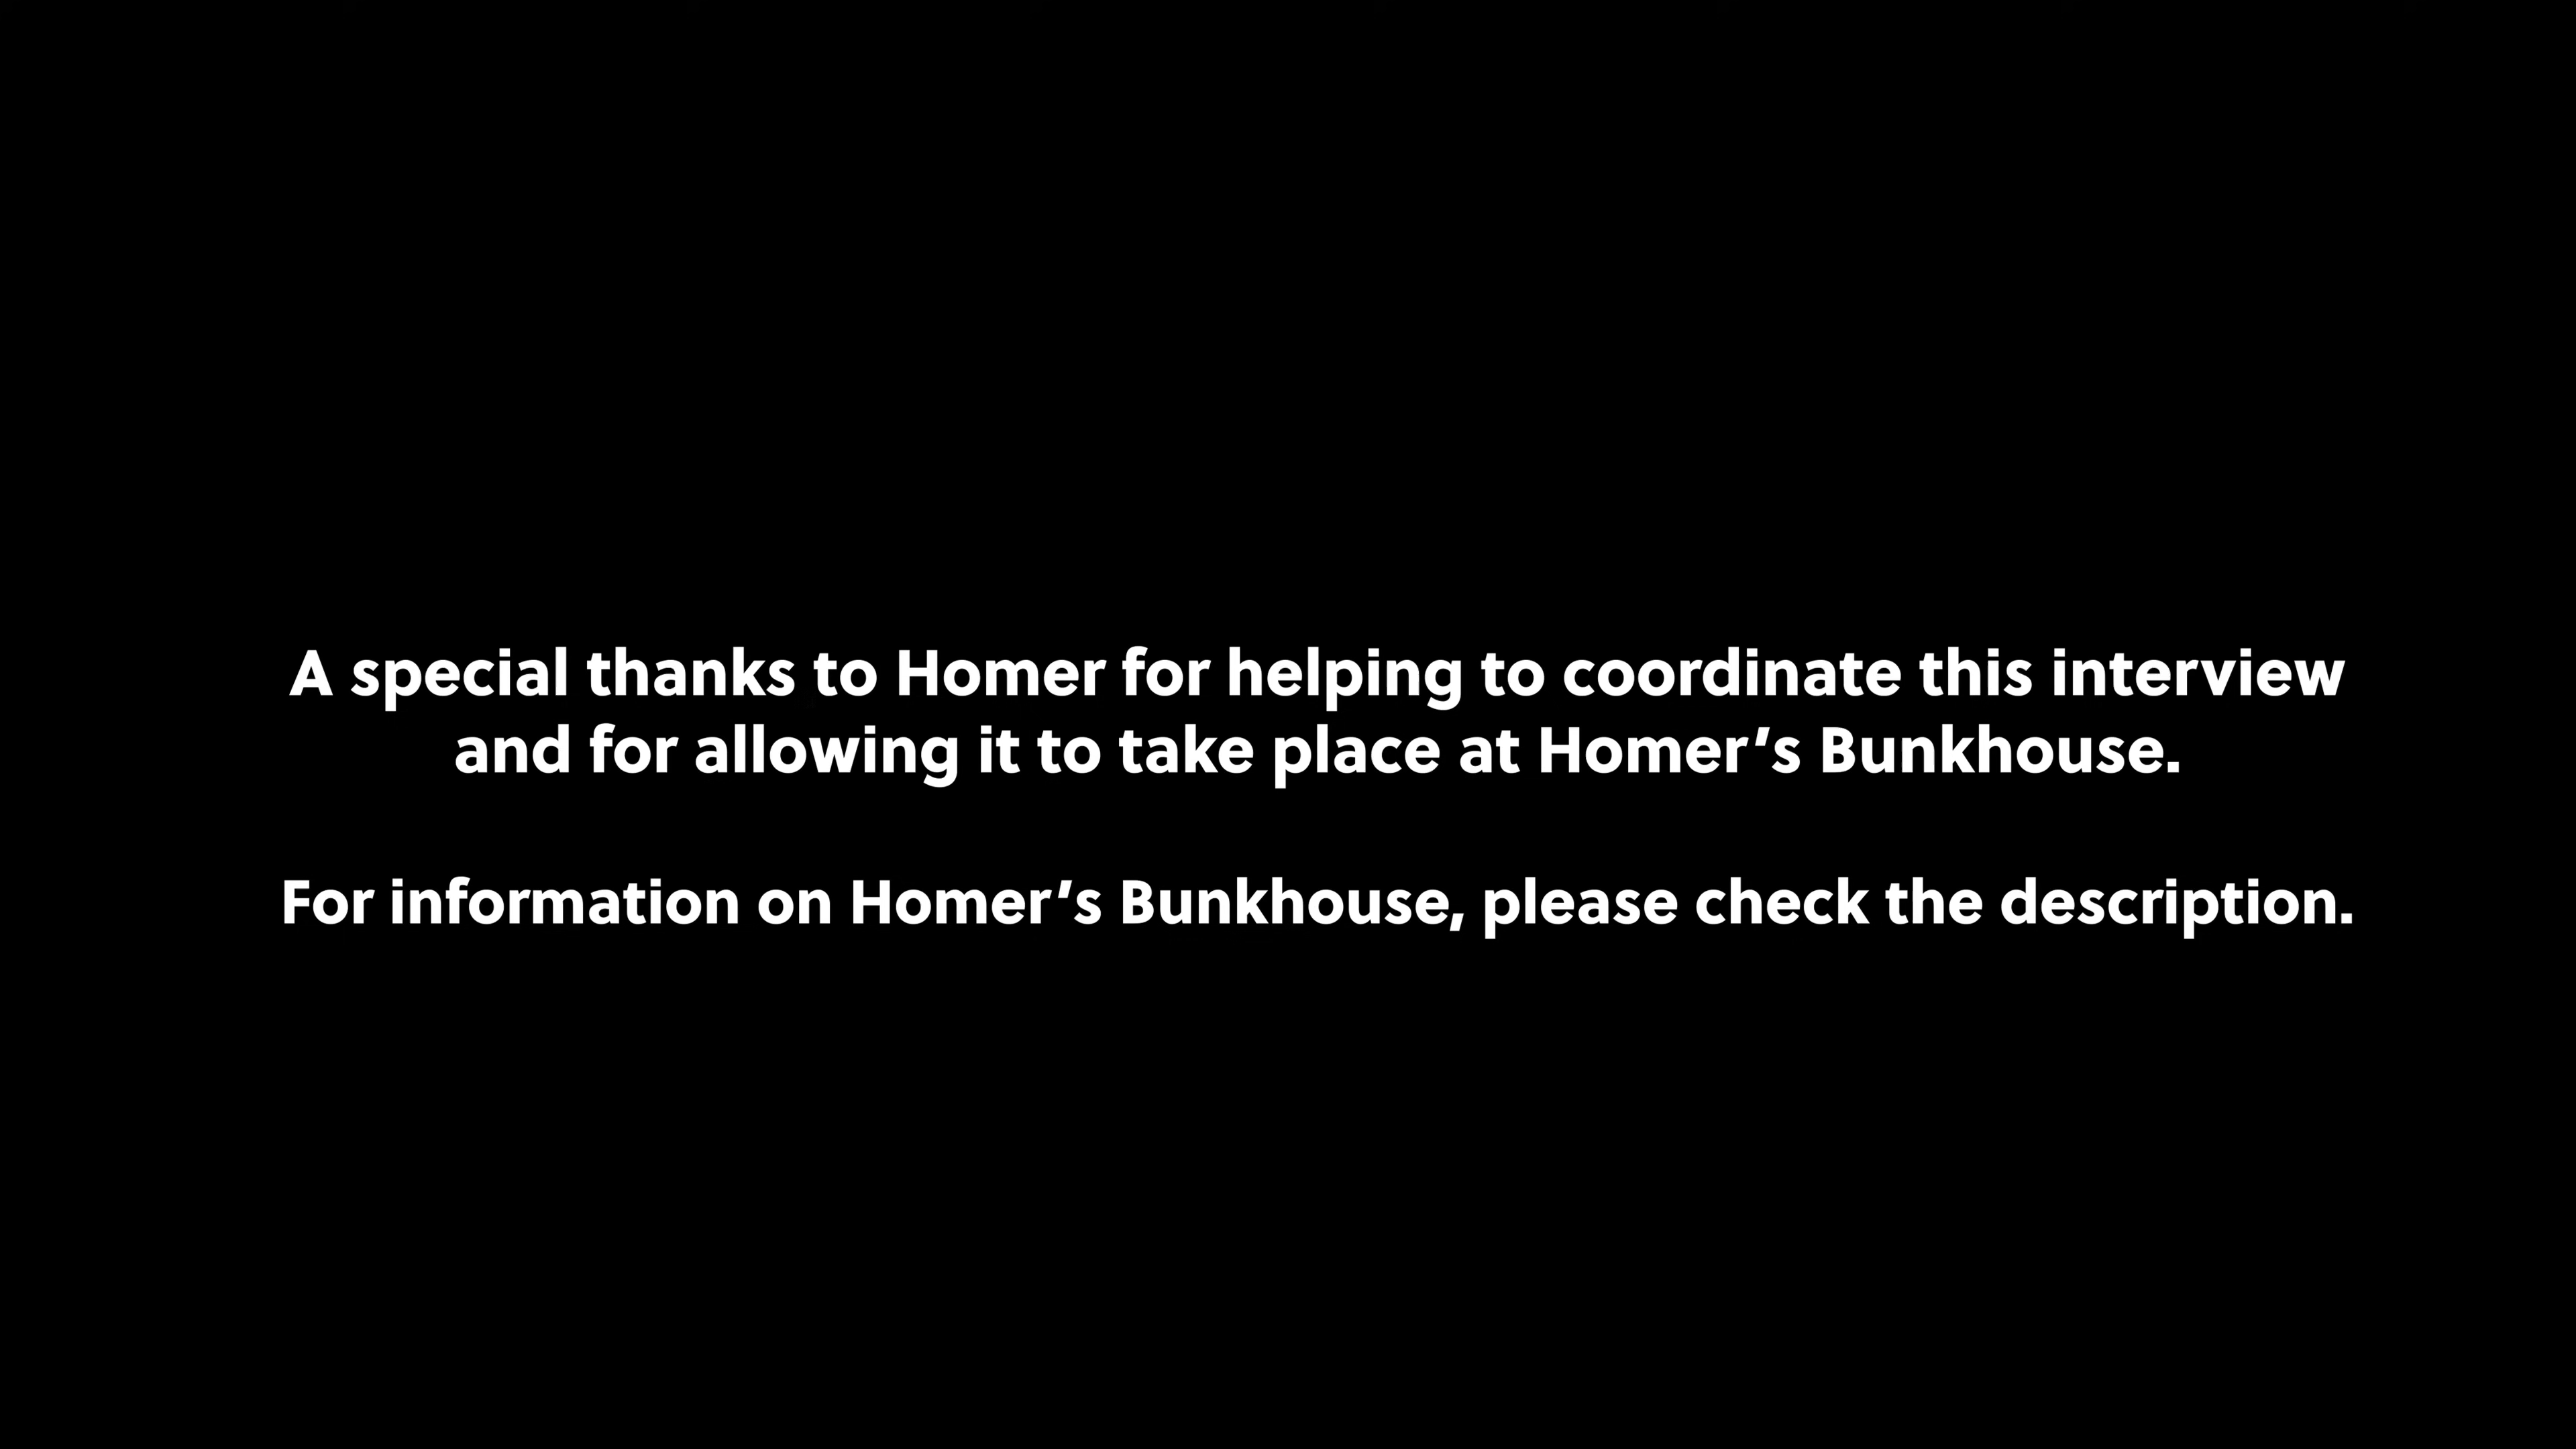 A special thanks to Homer for helping to coordinate this interview
and for allowing it to take place at Homer’s Bunkhouse.
For information on Homer’s Bunkhouse, please check the description.